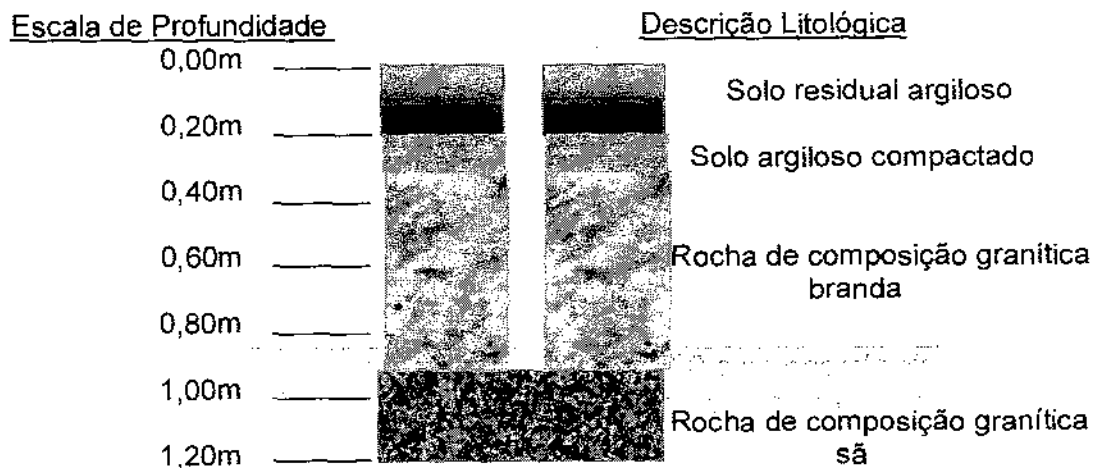 Escala de Profundidade
Descrição Litológica
0,00m
Solo residual argiloso
0,20m
Solo argiloso compactado
0,40m
0,60m
Rocha de composição granítica
branda
0,80m
1,00m
Rocha de composição granítica
sã
1,20m